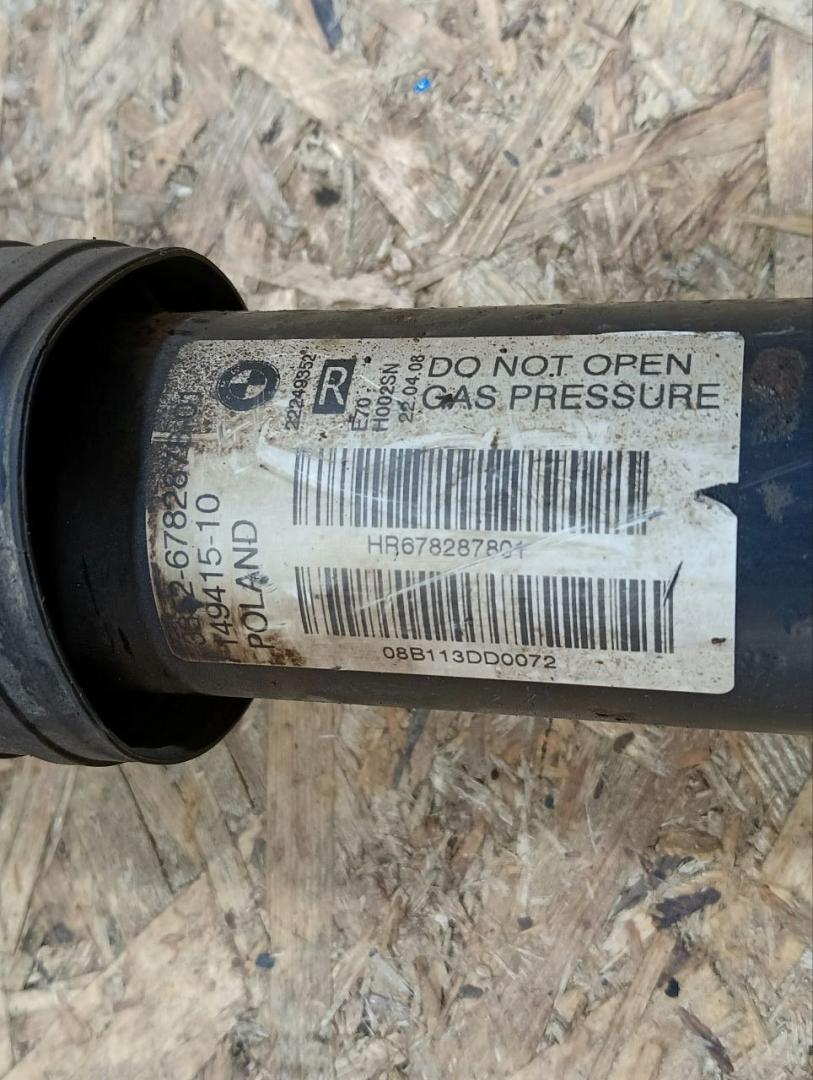 22249352
R
E70
H002SN
22.04.08
DO NOT OPEN
GAS PRESSURE
HR678287801
149415-10
POLAND
08B113DD0072